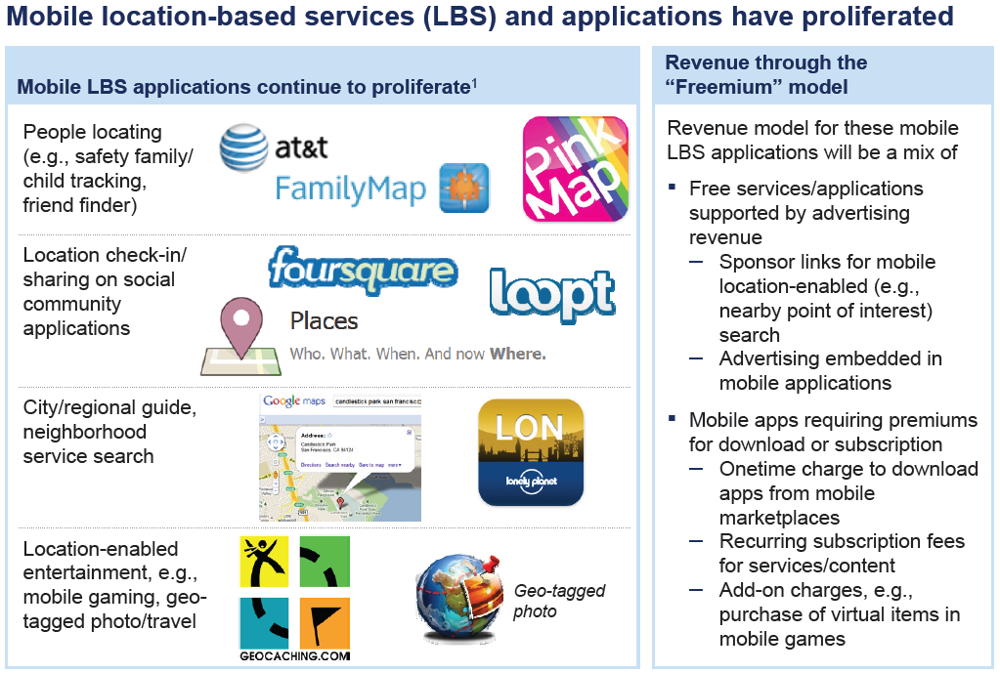 Mobile location-based services (LBS) and applications have proliferated
Mobile LBS applications continue to proliferate¹
People locating
(e.g., safety family/
child tracking,
friend finder)
at&t
FamilyMap
Pink
Map
Location check-in/
sharing on social
community
applications
foursquare
loopt
Places
Who. What. When. And now Where.
City/regional guide,
neighborhood
service search
Google maps
candlestick park san francisco
Address:
Candlestick Park
San Francisco, CA 94124
Directions Search nearby Save to map more
LON
lonely planet
Location-enabled
entertainment, e.g.,
mobile gaming, geo-
tagged photo/travel
GEOCACHING.COM
Geo-tagged
photo
Revenue through the
“Freemium” model
Revenue model for these mobile
LBS applications will be a mix of
▪ Free services/applications
supported by advertising
revenue
– Sponsor links for mobile
location-enabled (e.g.,
nearby point of interest)
search
– Advertising embedded in
mobile applications
▪ Mobile apps requiring premiums
for download or subscription
– Onetime charge to download
apps from mobile
marketplaces
– Recurring subscription fees
for services/content
– Add-on charges, e.g.,
purchase of virtual items in
mobile games